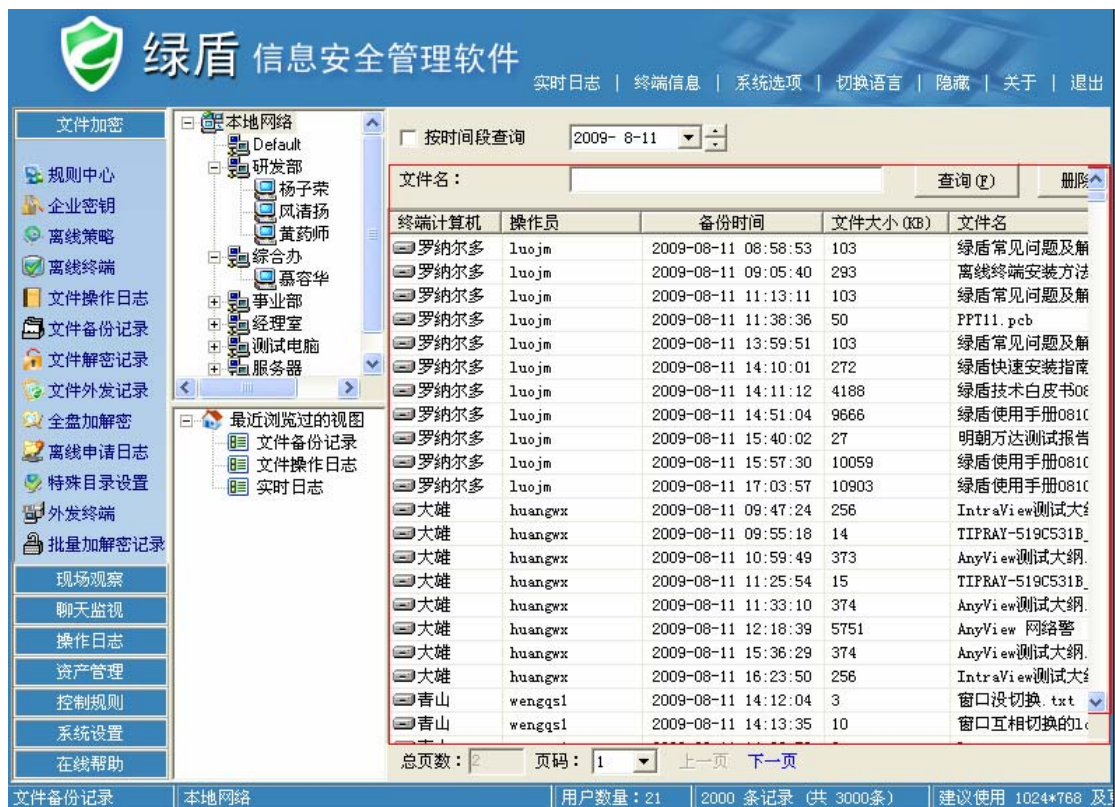 绿盾 信息安全管理软件
实时日志 | 终端信息 | 系统选项 | 切换语言 | 隐藏 | 关于 | 退出
文件加密
规则中心
企业密钥
离线策略
离线终端
文件操作日志
文件备份记录
文件解密记录
文件外发记录
全盘加解密
离线申请日志
特殊目录设置
外发终端
批量加解密记录
现场观察
聊天监视
操作日志
资产管理
控制规则
系统设置
在线帮助
本地网络
Default
研发部
杨子荣
风清扬
黄药师
综合办
慕容华
事业部
经理室
测试电脑
服务器
最近浏览过的视图
文件备份记录
文件操作日志
实时日志
按时间段查询 2009- 8-11
文件名： 查询(F) 删除
终端计算机 操作员 备份时间 文件大小(KB) 文件名
罗纳尔多 luojm 2009-08-11 08:58:53 103 绿盾常见问题及解
罗纳尔多 luojm 2009-08-11 09:05:40 293 离线终端安装方法
罗纳尔多 luojm 2009-08-11 11:13:11 103 绿盾常见问题及解
罗纳尔多 luojm 2009-08-11 11:38:36 50 PPT11.pcb
罗纳尔多 luojm 2009-08-11 13:59:51 103 绿盾常见问题及解
罗纳尔多 luojm 2009-08-11 14:10:01 272 绿盾快速安装指南
罗纳尔多 luojm 2009-08-11 14:11:12 4188 绿盾技术白皮书08
罗纳尔多 luojm 2009-08-11 14:51:04 9666 绿盾使用手册0810
罗纳尔多 luojm 2009-08-11 15:40:02 27 明朝万达测试报告
罗纳尔多 luojm 2009-08-11 15:57:30 10059 绿盾使用手册0810
罗纳尔多 luojm 2009-08-11 17:03:57 10903 绿盾使用手册0810
大雄 huangwx 2009-08-11 09:47:24 256 IntraView测试大纲
大雄 huangwx 2009-08-11 09:55:18 14 TIPRAY-519C531B_
大雄 huangwx 2009-08-11 10:59:49 373 AnyView测试大纲.
大雄 huangwx 2009-08-11 11:25:54 15 TIPRAY-519C531B_
大雄 huangwx 2009-08-11 11:33:10 374 AnyView测试大纲.
大雄 huangwx 2009-08-11 12:18:39 5751 AnyView 网络警
大雄 huangwx 2009-08-11 15:36:29 374 AnyView测试大纲.
大雄 huangwx 2009-08-11 16:23:50 256 IntraView测试大纲
青山 wengqs1 2009-08-11 14:12:04 3 窗口没切换.txt
青山 wengqs1 2009-08-11 14:13:35 10 窗口互相切换的lo
总页数： 2 页码： 1 上一页 下一页
文件备份记录 本地网络 用户数量：21 2000 条记录 (共 3000条) 建议使用 1024*768 及